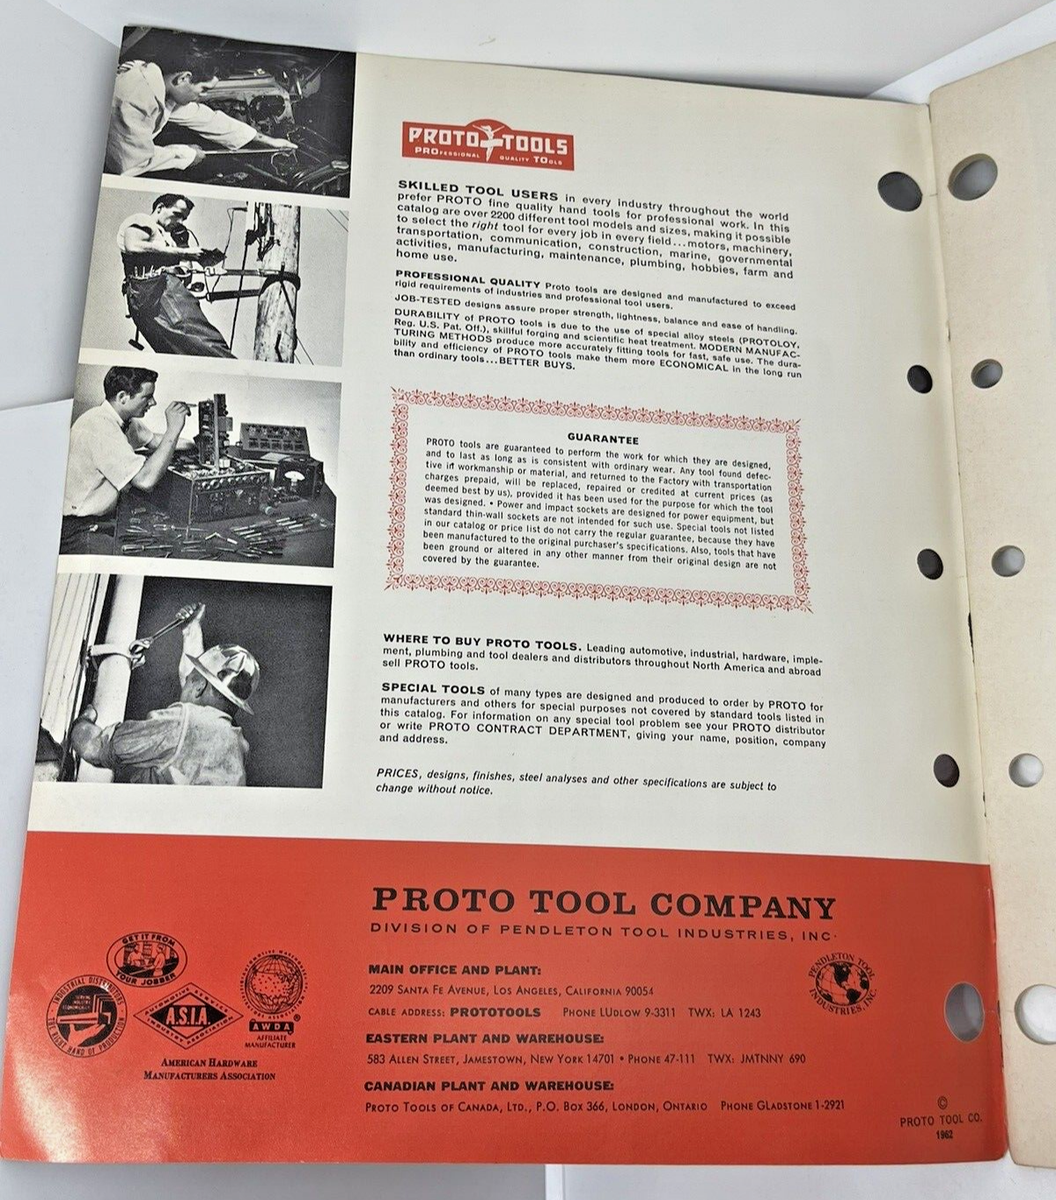 PROTO TOOLS
PROFESSIONAL QUALITY TOOLS
SKILLED TOOL USERS in every industry throughout the world
prefer PROTO fine quality hand tools for professional work. In this
catalog are over 2200 different tool models and sizes, making it possible
to select the right tool for every job in every field...motors, machinery,
transportation, communication, construction, marine, governmental
activities, manufacturing, maintenance, plumbing, hobbies, farm and
home use.
PROFESSIONAL QUALITY Proto tools are designed and manufactured to exceed
rigid requirements of industries and professional tool users.
JOB-TESTED designs assure proper strength, lightness, balance and ease of handling.
DURABILITY of PROTO tools is due to the use of special alloy steels (PROTOLOY,
Reg. U.S. Pat. Off.), skillful forging and scientific heat treatment. MODERN MANUFAC-
TURING METHODS produce more accurately fitting tools for fast, safe use. The dura-
bility and efficiency of PROTO tools make them more ECONOMICAL in the long run
than ordinary tools...BETTER BUYS.
GUARANTEE
PROTO tools are guaranteed to perform the work for which they are designed,
and to last as long as is consistent with ordinary wear. Any tool found defec-
tive in workmanship or material, and returned to the Factory with transportation
charges prepaid, will be replaced, repaired or credited at current prices (as
deemed best by us), provided it has been used for the purpose for which the tool
was designed. • Power and impact sockets are designed for power equipment, but
standard thin-wall sockets are not intended for such use. Special tools not listed
in our catalog or price list do not carry the regular guarantee, because they have
been manufactured to the original purchaser's specifications. Also, tools that have
been ground or altered in any other manner from their original design are not
covered by the guarantee.
WHERE TO BUY PROTO TOOLS. Leading automotive, industrial, hardware, imple-
ment, plumbing and tool dealers and distributors throughout North America and abroad
sell PROTO tools.
SPECIAL TOOLS of many types are designed and produced to order by PROTO for
manufacturers and others for special purposes not covered by standard tools listed in
this catalog. For information on any special tool problem see your PROTO distributor
or write PROTO CONTRACT DEPARTMENT, giving your name, position, company
and address.
PRICES, designs, finishes, steel analyses and other specifications are subject to
change without notice.
PROTO TOOL COMPANY
DIVISION OF PENDLETON TOOL INDUSTRIES, INC.
MAIN OFFICE AND PLANT:
2209 SANTA FE AVENUE, LOS ANGELES, CALIFORNIA 90054
CABLE ADDRESS: PROTOTOOLS PHONE LUDLOW 9-3311 TWX: LA 1243
EASTERN PLANT AND WAREHOUSE:
583 ALLEN STREET, JAMESTOWN, NEW YORK 14701 • PHONE 47-111 TWX: JMTNNY 690
CANADIAN PLANT AND WAREHOUSE:
PROTO TOOLS OF CANADA, LTD., P.O. BOX 366, LONDON, ONTARIO PHONE GLADSTONE 1-2921
PENDLETON TOOL
INDUSTRIES, INC.
GET IT FROM
YOUR JOBBER
INDUSTRIAL DISTRIBUTORS
THE RIGHT HAND OF PRODUCTION
AUTOMOTIVE SERVICE
A.S.I.A.
INDUSTRY ASSOCIATION
AWDA ®
AFFILIATE
MANUFACTURER
AMERICAN HARDWARE
MANUFACTURERS ASSOCIATION
©
PROTO TOOL CO.
1962